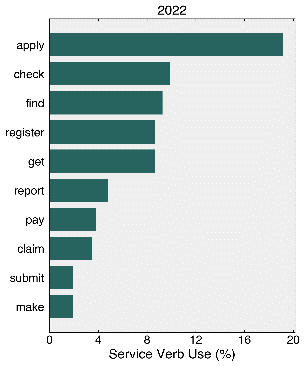 2022
apply
check
find
register
get
report
pay
claim
submit
make
0 4 8 12 16 20
Service Verb Use (%)